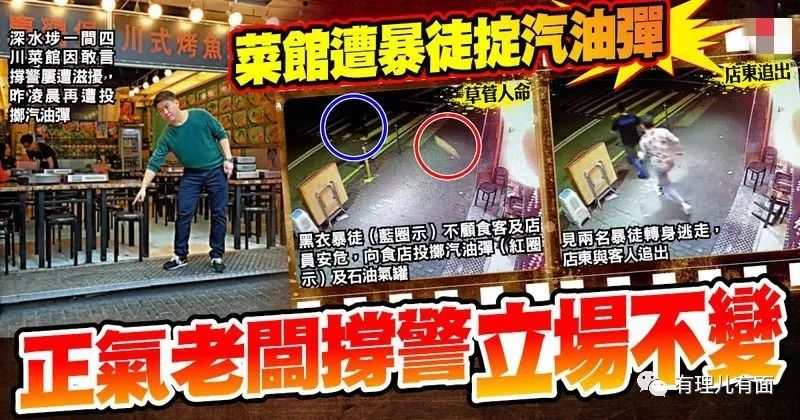 菜館遭暴徒掟汽油彈
深水埗一間四
川菜館因敢言
撐警屢遭滋擾，
昨凌晨再遭投
擲汽油彈
川式烤魚
草菅人命
店東追出
黑衣暴徒（藍圈示）不顧食客及店
員安危，向食店投擲汽油彈（紅圈
示）及石油氣罐
見兩名暴徒轉身逃走，
店東與客人追出
正氣老闆撐警立場不變
有理儿有面